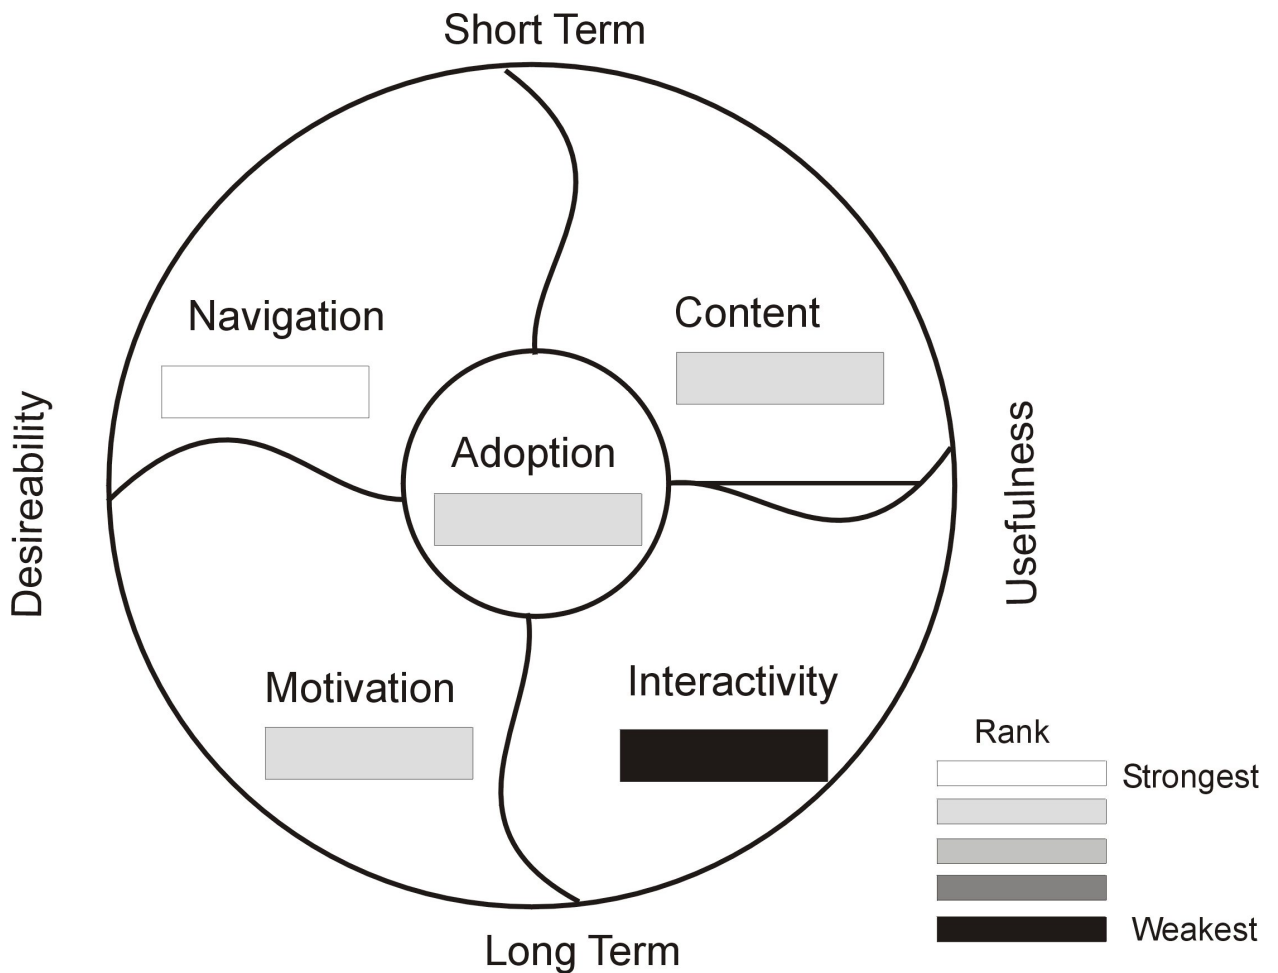 Short Term
Navigation
Content
Desireability
Adoption
Usefulness
Motivation
Interactivity
Rank
Strongest
Weakest
Long Term